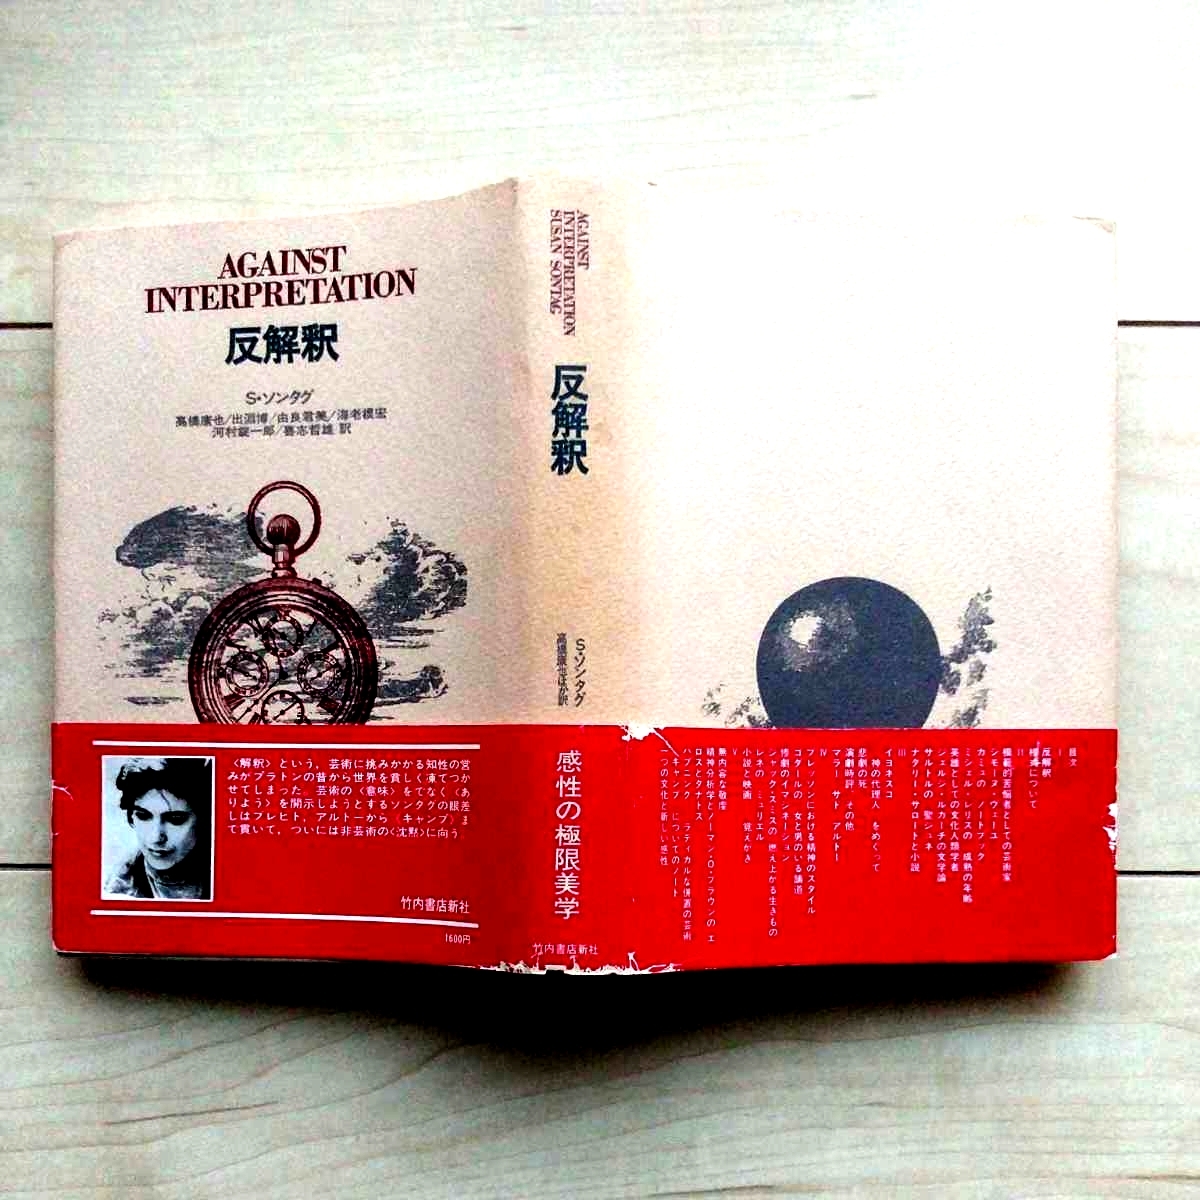 AGAINST
INTERPRETATION
反解釈
S・ソンタグ
高橋康也/出淵博/由良君美/海老根宏
河村錠一郎/喜志哲雄 訳
〈解釈〉という，芸術に挑みかかる知性の営
みがプラトンの昔から世界を貧しく凍てつか
せてしまった。芸術の〈意味〉をでなく〈あ
りよう〉を開示しようとするソンタグの眼差
しはブレヒト，アルトーから〈キャンプ〉ま
で貫いて，ついには非芸術の〈沈黙〉に向う。
竹内書店新社
1600円
AGAINST
INTERPRETATION
SUSAN SONTAG
反解釈
S・ソンタグ
高橋康也ほか訳
感性の極限美学
竹内書店新社
目次
I
反解釈
様式について
II
模範的苦悩者としての芸術家
シモーヌ・ヴェーユ
カミュの ノートブック
ミシェル・レリスの 成熟の年齢
英雄としての文化人類学者
ジェルジ・ルカーチの文学論
サルトルの 聖ジュネ
ナタリー・サロートと小説
III
イヨネスコ
神の代理人 をめぐって
悲劇の死
演劇時評 その他
マラー/サド/アルトー
IV
ブレッソンにおける精神のスタイル
ゴダールの 女と男のいる舗道
惨劇のイマジネーション
ジャック・スミスの 燃え上がる生きもの
レネの ミュリエル
小説と映画 覚えがき
V
無内容な敬虔
精神分析学とノーマン・O・ブラウンの エ
ロスとタナトス
ハプニング ラディカルな併置の芸術
キャンプ についてのノート
一つの文化と新しい感性